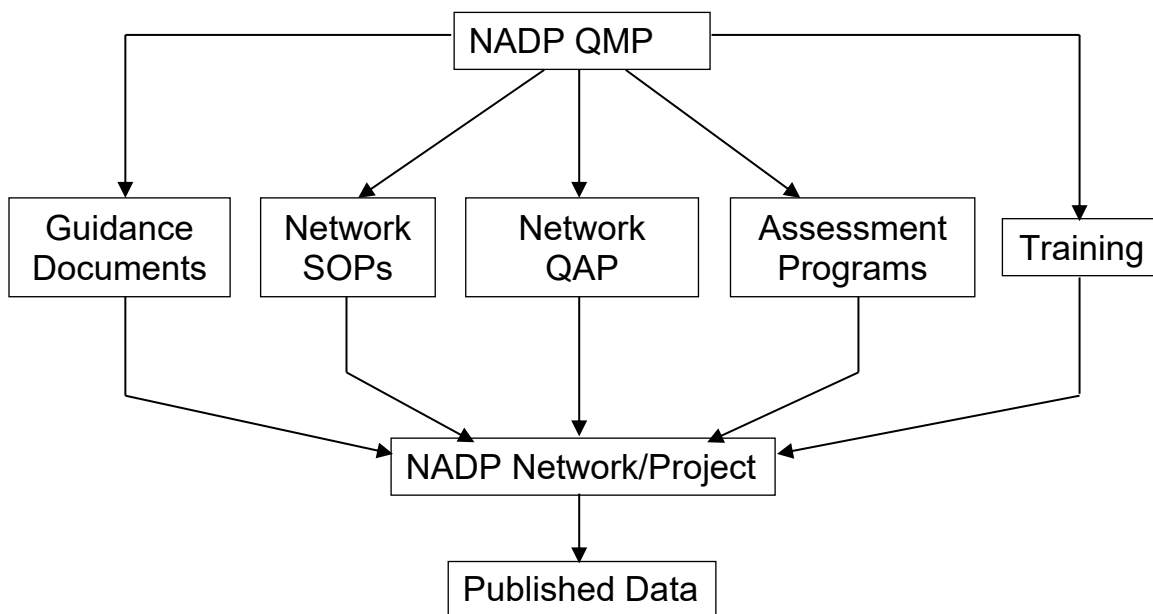 NADP QMP
Guidance
Documents
Network
SOPs
Network
QAP
Assessment
Programs
Training
NADP Network/Project
Published Data